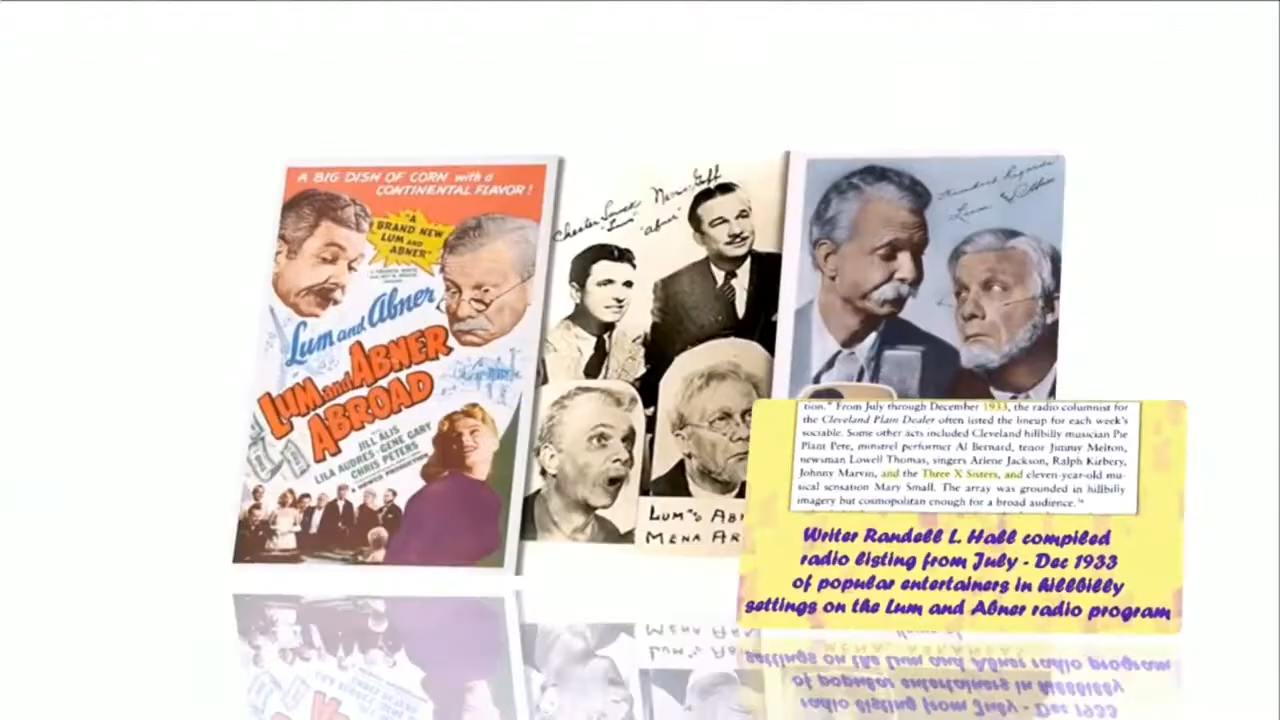 A BIG DISH OF CORN with a
CONTINENTAL FLAVOR!
"A
BRAND NEW
LUM AND
ABNER"
Lum and Abner
LUM and ABNER
ABROAD
JILL ALIS
LILA AUDRES · GENE GARY
CHRIS PETERS
Chester Lauck
"Lum"
Norris Goff
"abner"
LUM & AB
MENA AR
Lum
tion." From July through December 1933, the radio columnist for
the Cleveland Plain Dealer often listed the lineup for each week's
sociable. Some other acts included Cleveland hillbilly musician Pie
Plant Pete, minstrel performer Al Bernard, tenor Jimmy Melton,
newsman Lowell Thomas, singers Arlene Jackson, Ralph Kirbery,
Johnny Marvin, and the Three X Sisters, and eleven-year-old mu-
sical sensation Mary Small. The array was grounded in hillbilly
imagery but cosmopolitan enough for a broad audience."
Writer Randell L. Hall compiled
radio listing from July - Dec 1933
of popular entertainers in hillbilly
settings on the Lum and Abner radio program